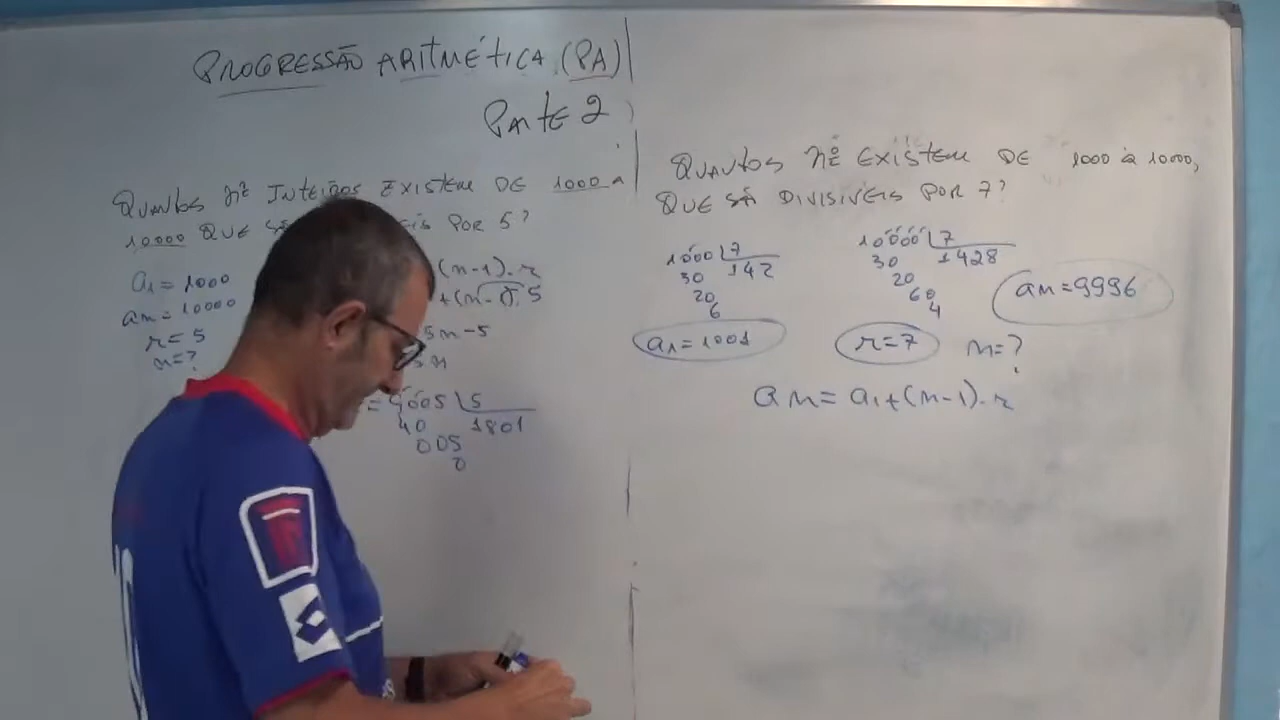 PROGRESSÃO ARITMÉTICA (PA)
PARTE 2
QUANTOS Nº INTEIROS EXISTEM DE 1000 A
10000 QUE POR 5?
a1 = 1000
an = 10000
r = 5
n = ?
(n-1).r
+(n-1).5
5n-5
n
= 9005 5
40 1801
005
0
QUANTOS Nº EXISTEM DE 1000 à 10000,
QUE SÃ DIVISIVEIS POR 7?
1000 7
30 142
20
6
10000 7
30 1428
20
60
4
an = 9996
a1 = 1001
r = 7
n = ?
an = a1+(n-1).r